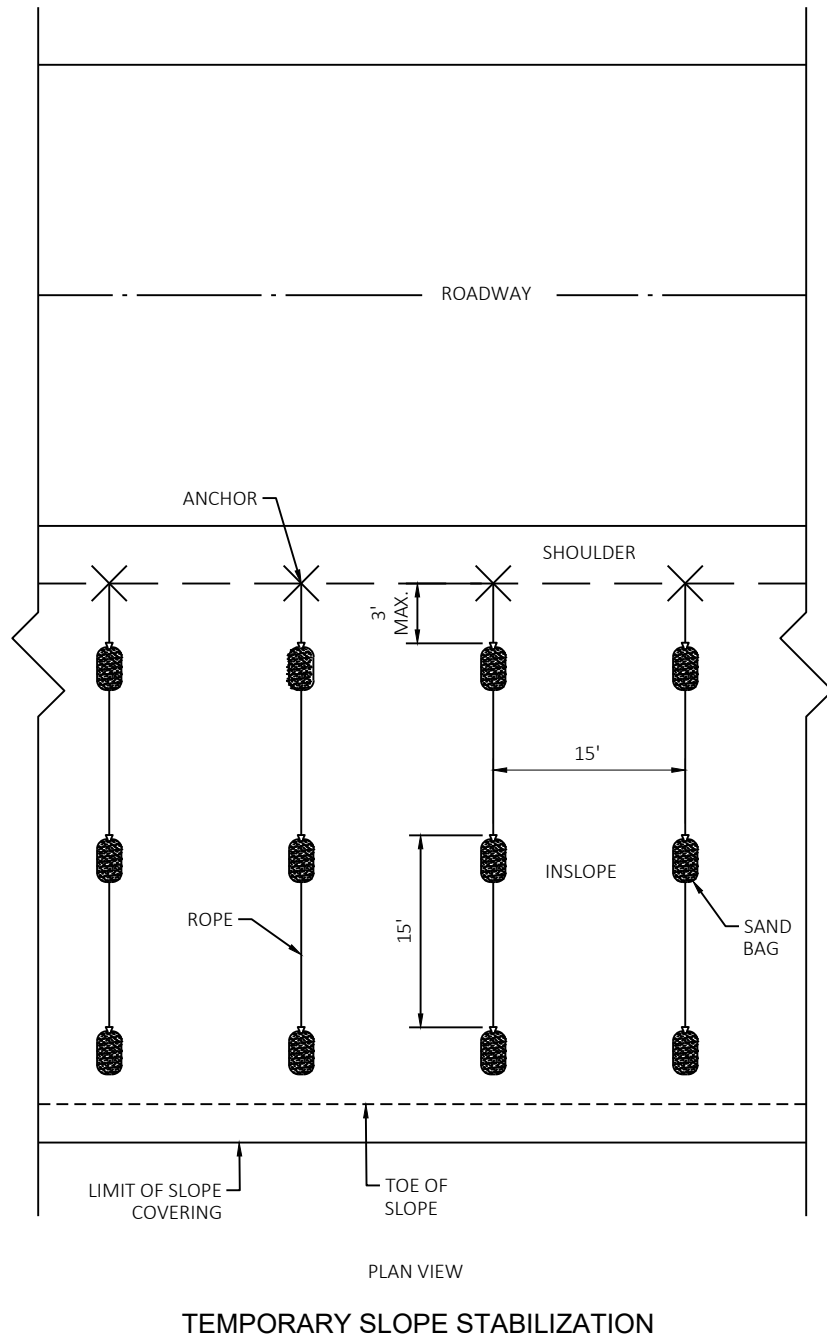 ROADWAY
ANCHOR
SHOULDER
3'
MAX.
15'
INSLOPE
15'
ROPE
SAND
BAG
LIMIT OF SLOPE
COVERING
TOE OF
SLOPE
PLAN VIEW
TEMPORARY SLOPE STABILIZATION